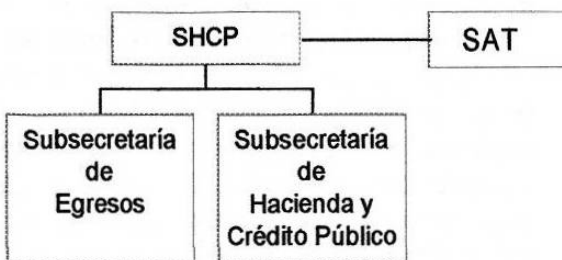 SHCP
SAT
Subsecretaría
de
Egresos
Subsecretaría
de
Hacienda y
Crédito Público